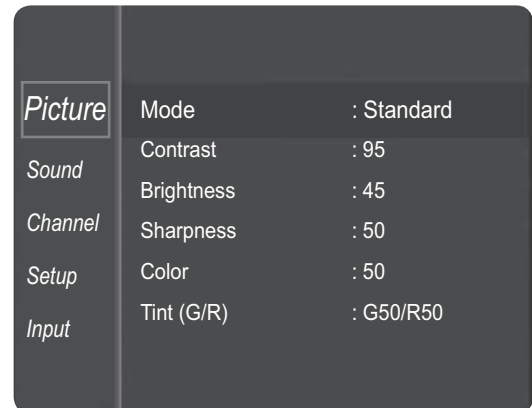 Picture
Sound
Channel
Setup
Input
Mode : Standard
Contrast : 95
Brightness : 45
Sharpness : 50
Color : 50
Tint (G/R) : G50/R50